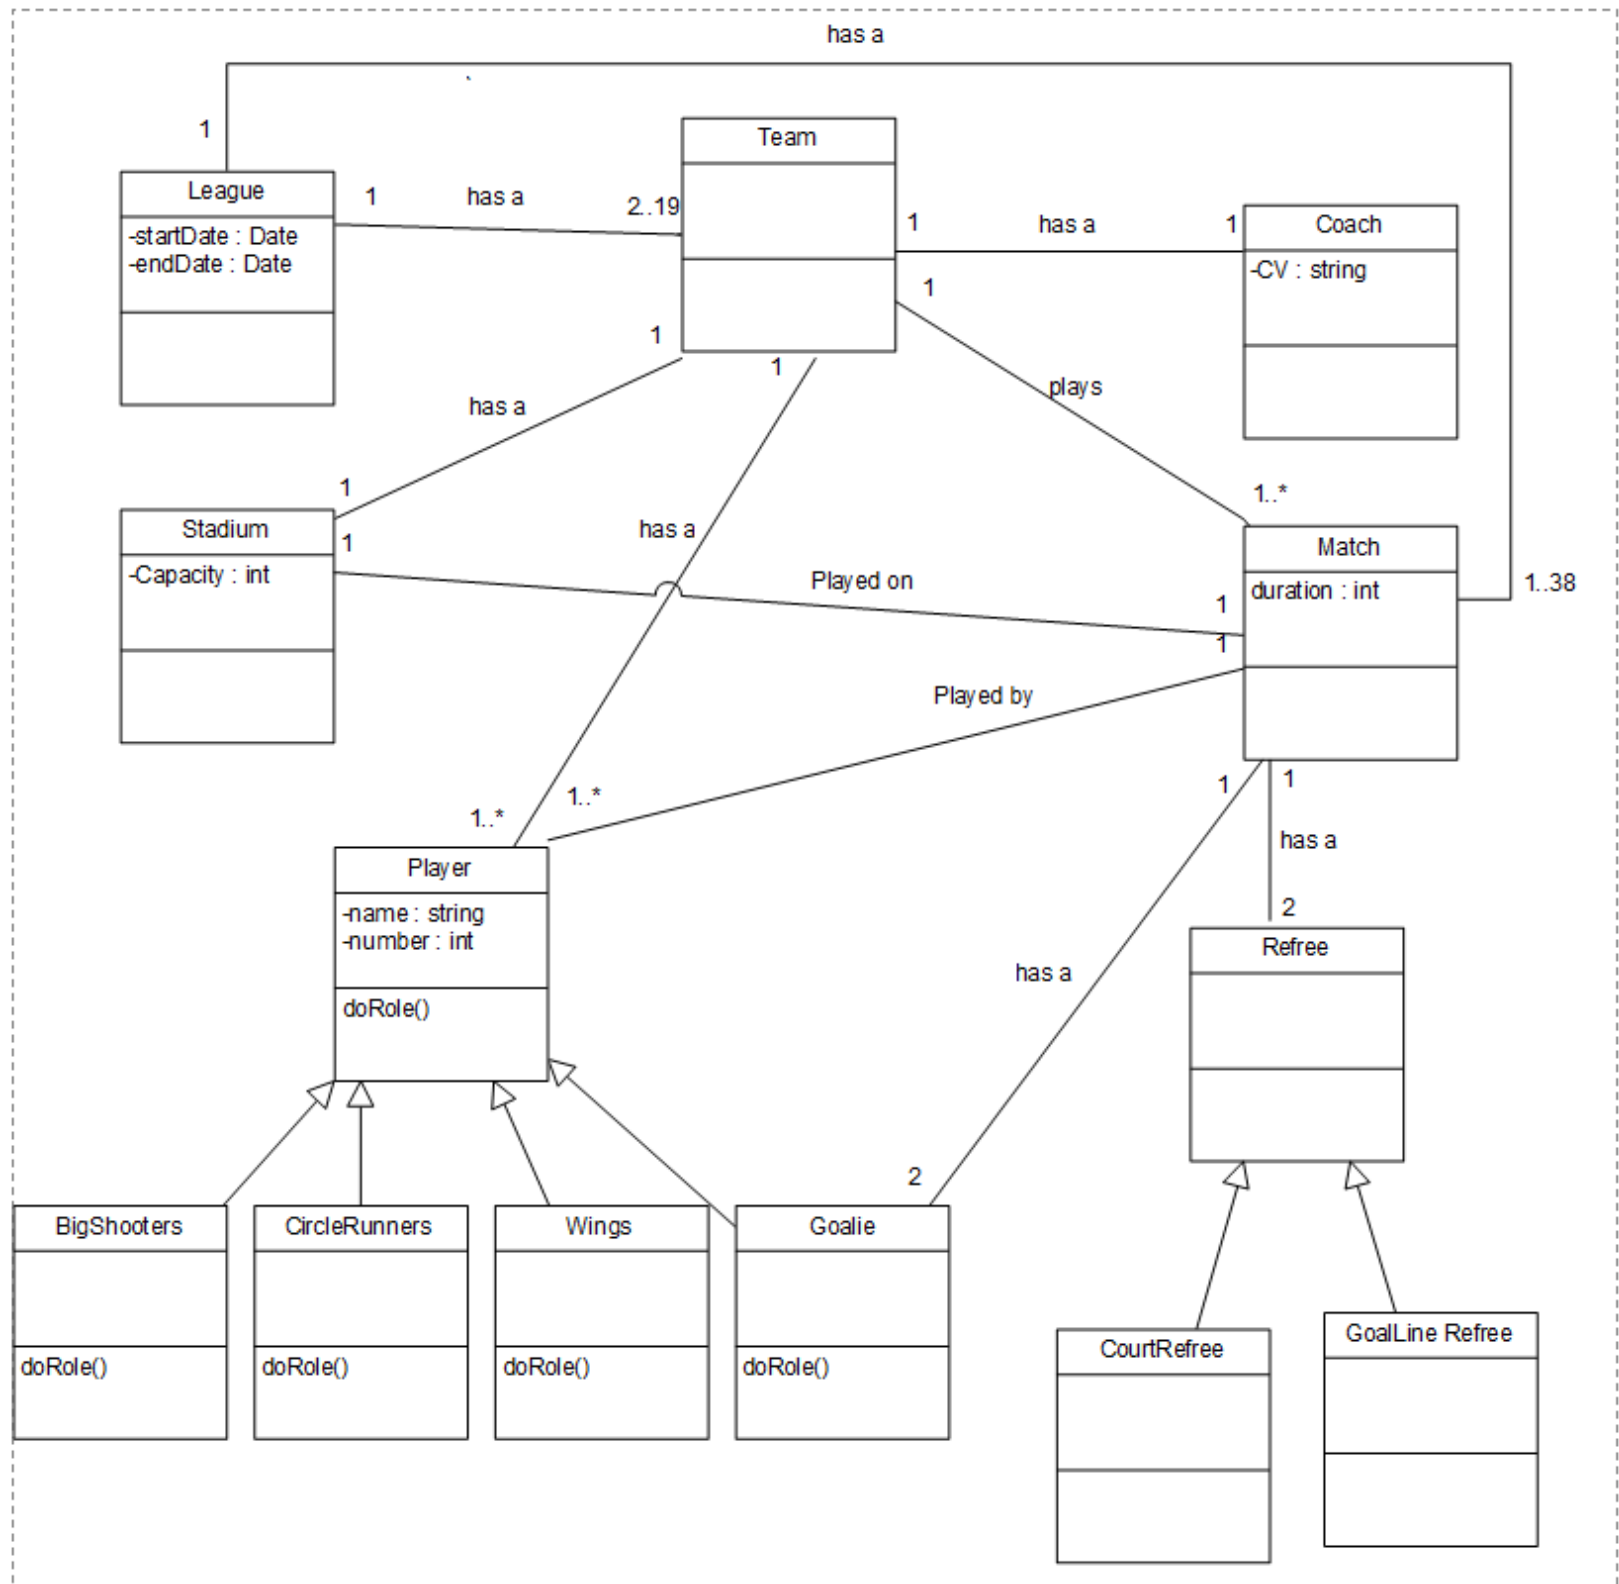 has a
1
Team
League
1
has a
2..19
-startDate : Date
-endDate : Date
1
has a
1
Coach
-CV : string
1
1
1
has a
plays
1
1..*
Stadium
1
has a
-Capacity : int
Played on
Match
duration : int
1..38
1
1
Played by
1..*
1..*
1
1
has a
Player
-name : string
-number : int
doRole()
2
Refree
has a
2
BigShooters
CircleRunners
Wings
Goalie
doRole()
doRole()
doRole()
doRole()
CourtRefree
GoalLine Refree